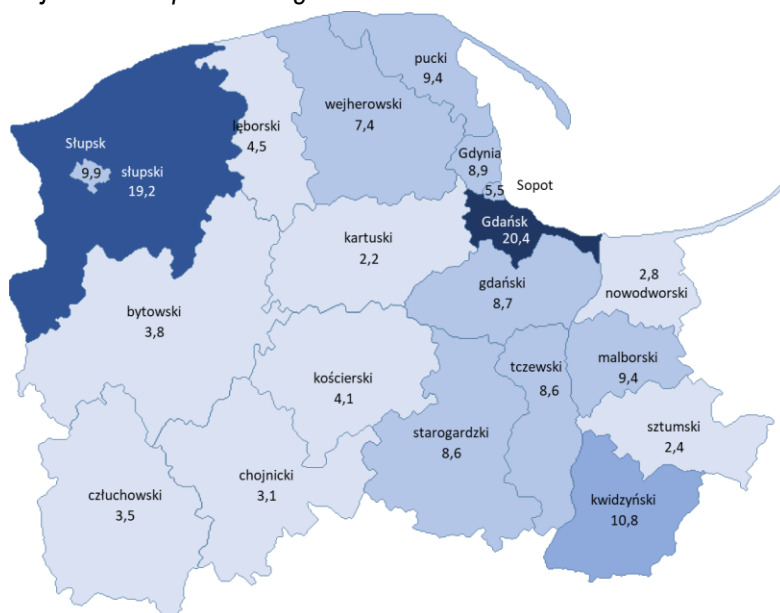 pucki
9,4
wejherowski
7,4
lęborski
4,5
Słupsk
9,9
słupski
19,2
Gdynia
8,9
5,5
Sopot
Gdańsk
20,4
kartuski
2,2
gdański
8,7
2,8
nowodworski
bytowski
3,8
kościerski
4,1
tczewski
8,6
malborski
9,4
starogardzki
8,6
sztumski
2,4
chojnicki
3,1
człuchowski
3,5
kwidzyński
10,8